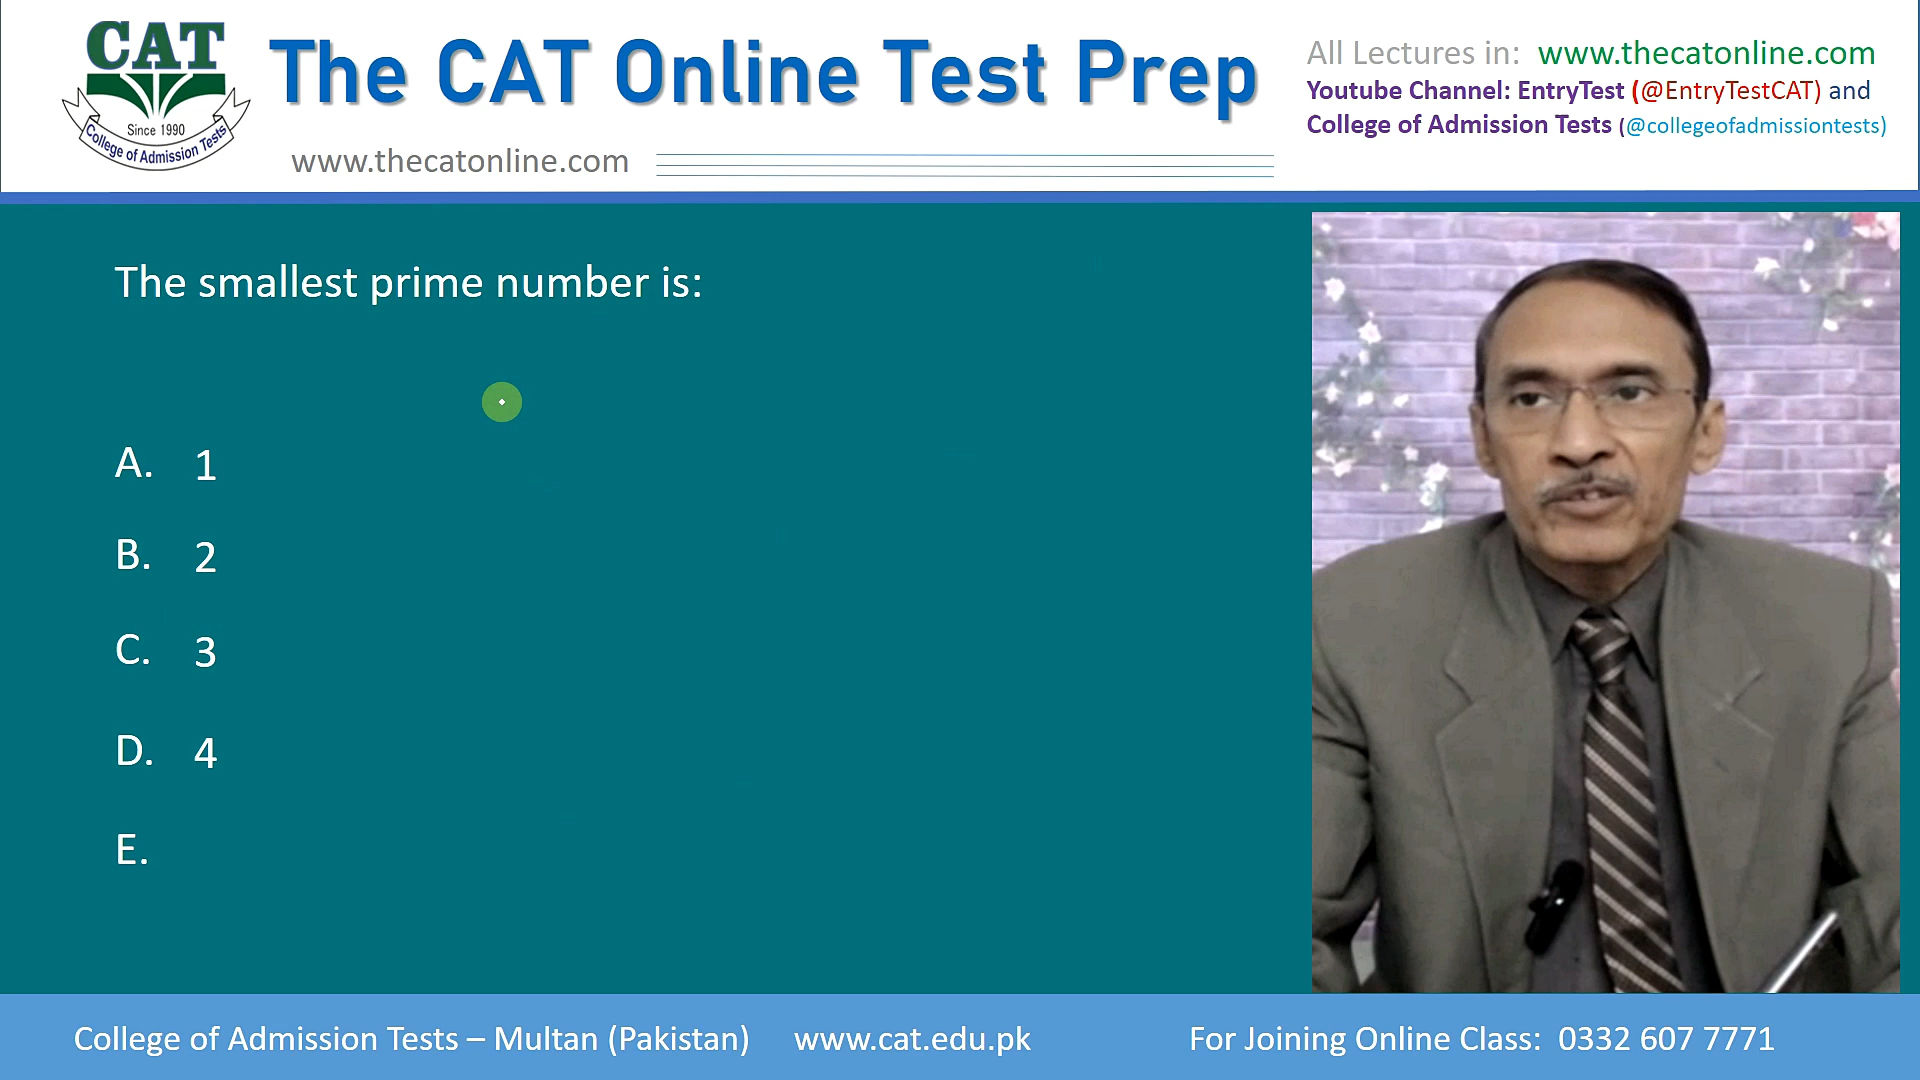 CAT
Since 1990
College of Admission Tests
The CAT Online Test Prep
www.thecatonline.com
All Lectures in: www.thecatonline.com
Youtube Channel: EntryTest (@EntryTestCAT) and
College of Admission Tests (@collegeofadmissiontests)
The smallest prime number is:
A. 1
B. 2
C. 3
D. 4
E.
College of Admission Tests – Multan (Pakistan) www.cat.edu.pk For Joining Online Class: 0332 607 7771